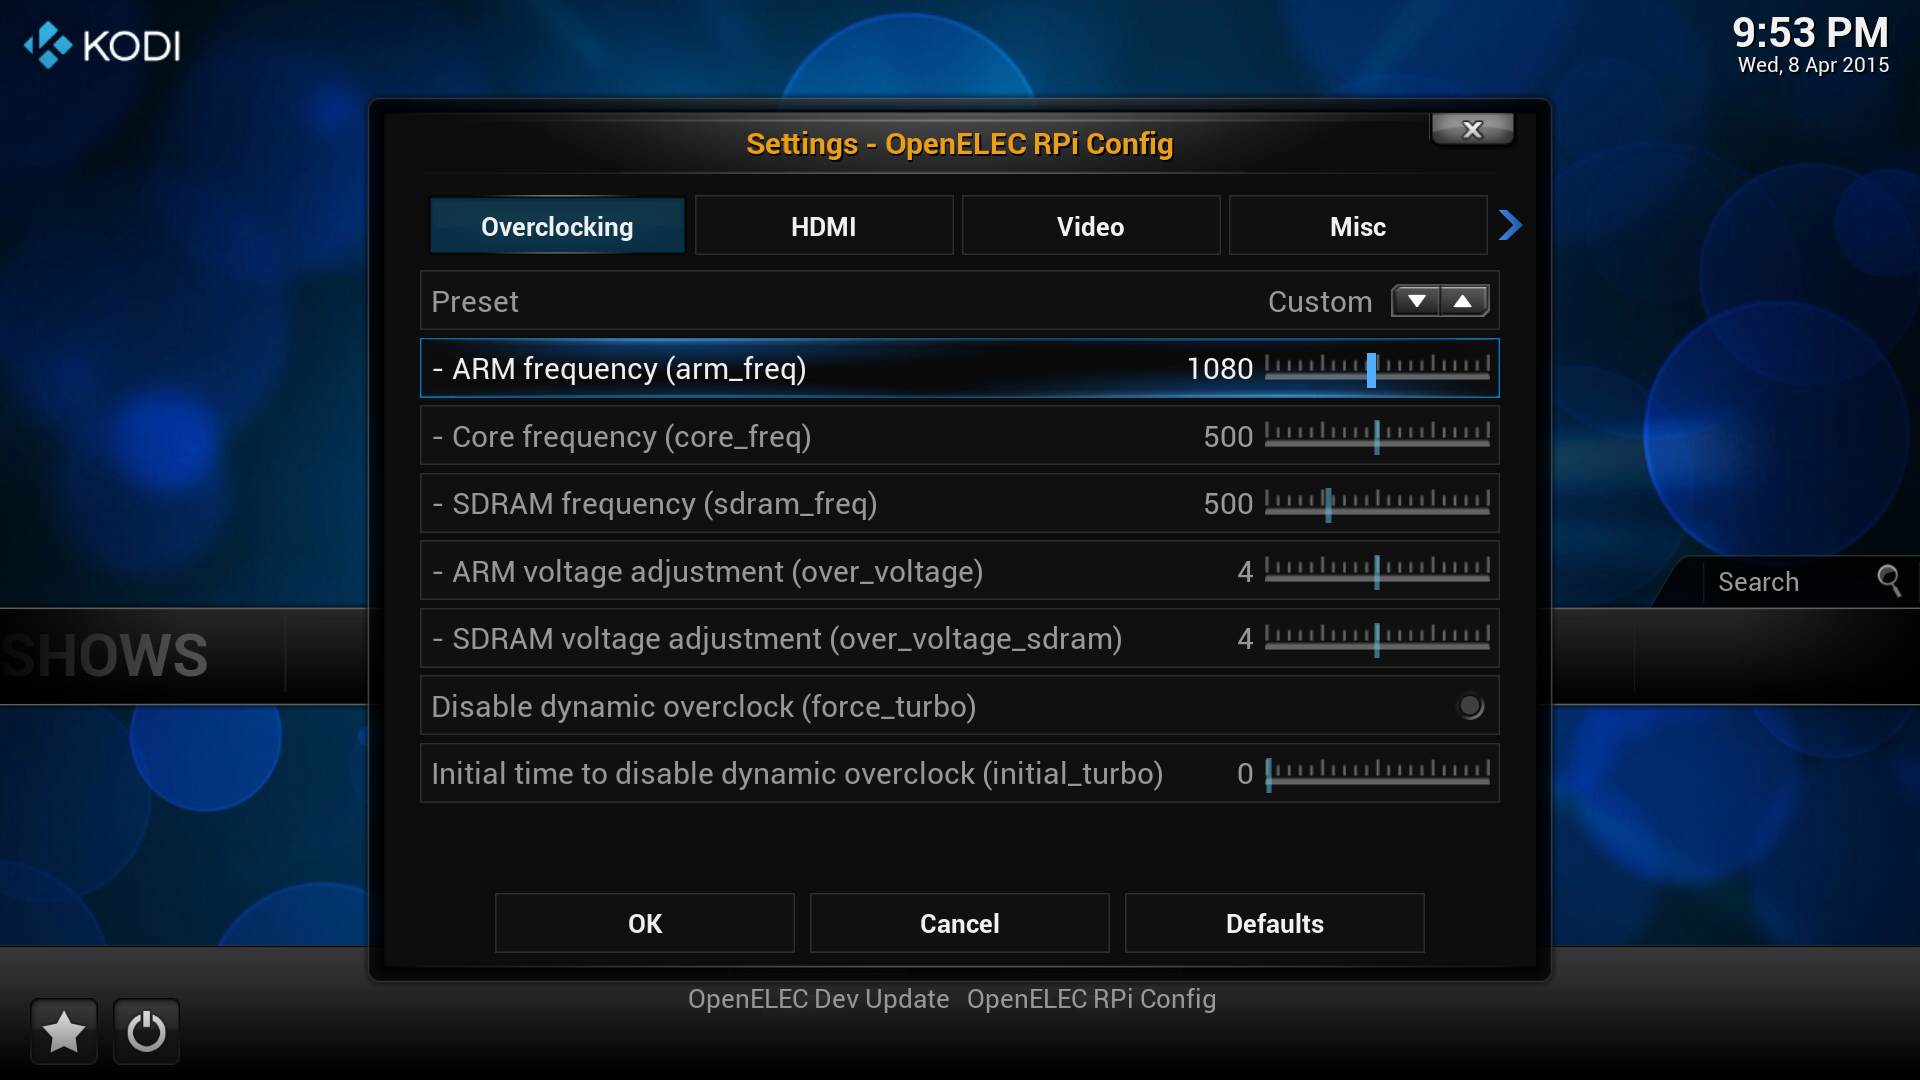 KODI
9:53 PM
Wed, 8 Apr 2015
Settings - OpenELEC RPi Config
Overclocking HDMI Video Misc
Preset Custom
- ARM frequency (arm_freq) 1080
- Core frequency (core_freq) 500
- SDRAM frequency (sdram_freq) 500
- ARM voltage adjustment (over_voltage) 4
Search
- SDRAM voltage adjustment (over_voltage_sdram) 4
SHOWS
Disable dynamic overclock (force_turbo)
Initial time to disable dynamic overclock (initial_turbo) 0
OK Cancel Defaults
OpenELEC Dev Update OpenELEC RPi Config